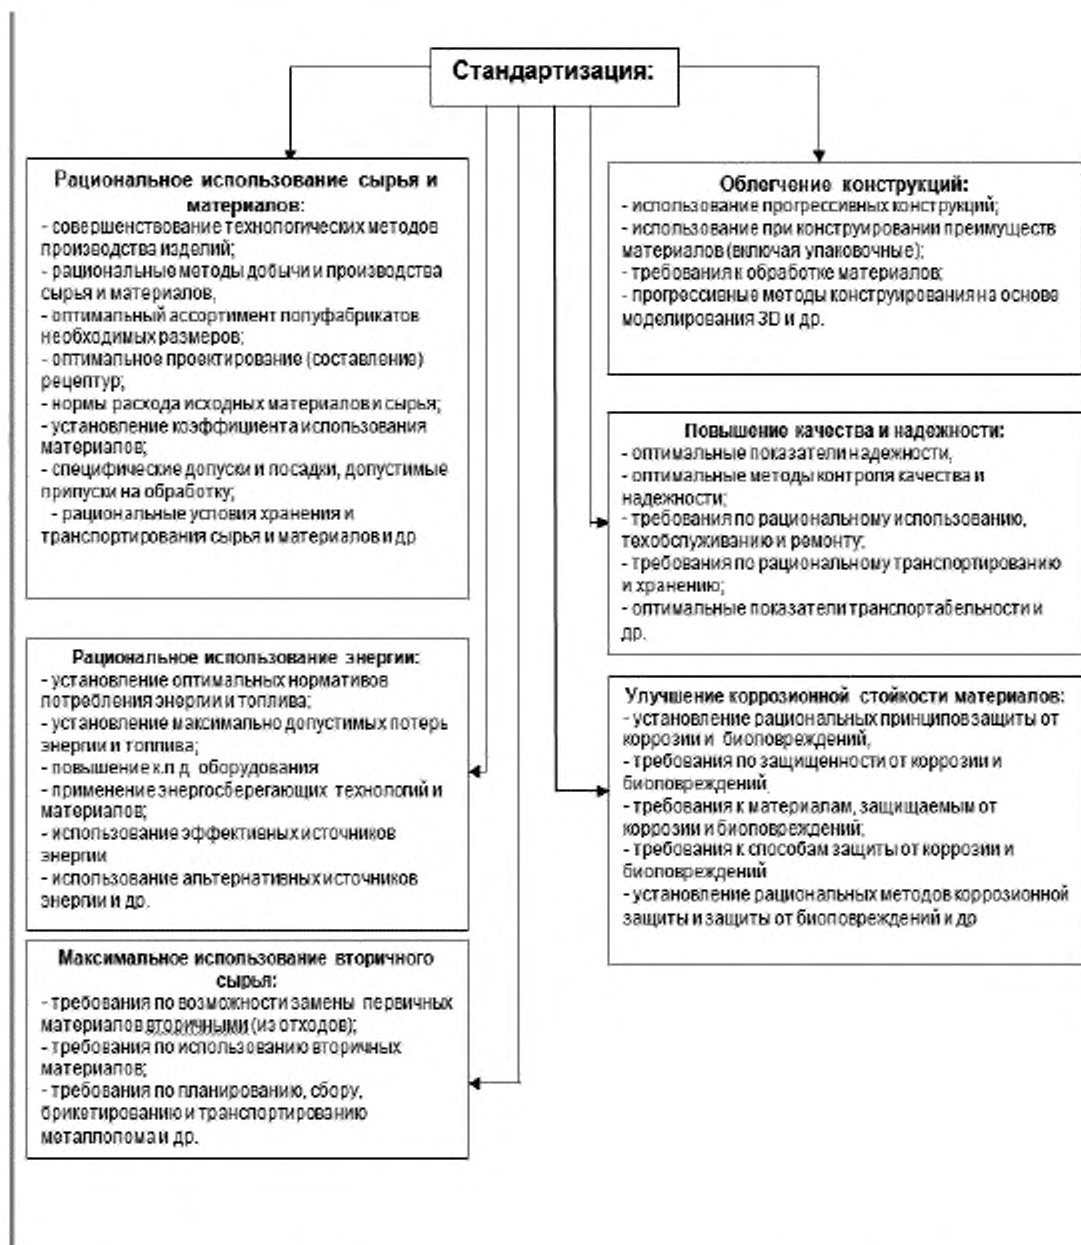 Стандартизация:
Рациональное использование сырья и
материалов:
- совершенствование технологических методов
производства изделий;
- рациональные методы добычи и производства
сырья и материалов,
- оптимальный ассортимент полуфабрикатов
необходимых размеров;
- оптимальное проектирование (составление)
рецептур;
- нормы расхода исходных материалов и сырья;
- установление коэффициента использования
материалов;
- специфические допуски и посадки, допустимые
припуски на обработку;
- рациональные условия хранения и
транспортирования сырья и материалов и др
Рациональное использование энергии:
- установление оптимальных нормативов
потребления энергии и топлива;
- установление максимально допустимых потерь
энергии и топлива;
- повышение к.п.д. оборудования
- применение энергосберегающих технологий и
материалов;
- использование эффективных источников
энергии
- использование альтернативных источников
энергии и др.
Максимальное использование вторичного
сырья:
- требования по возможности замены первичных
материалов вторичными (из отходов);
- требования по использованию вторичных
материалов;
- требования по планированию, сбору,
брикетированию и транспортированию
металлолома и др.
Облегчение конструкций:
- использование прогрессивных конструкций;
- использование при конструировании преимуществ
материалов (включая упаковочные);
- требования к обработке материалов;
- прогрессивные методы конструирования на основе
моделирования 3D и др.
Повышение качества и надежности:
- оптимальные показатели надежности,
- оптимальные методы контроля качества и
надежности;
- требования по рациональному использованию,
техобслуживанию и ремонту;
- требования по рациональному транспортированию
и хранению;
- оптимальные показатели транспортабельности и
др.
Улучшение коррозионной стойкости материалов:
- установление рациональных принципов защиты от
коррозии и биоповреждений,
- требования по защищенности от коррозии и
биоповреждений,
- требования к материалам, защищаемым от
коррозии и биоповреждений;
- требования к способам защиты от коррозии и
биоповреждений
- установление рациональных методов коррозионной
защиты и защиты от биоповреждений и др